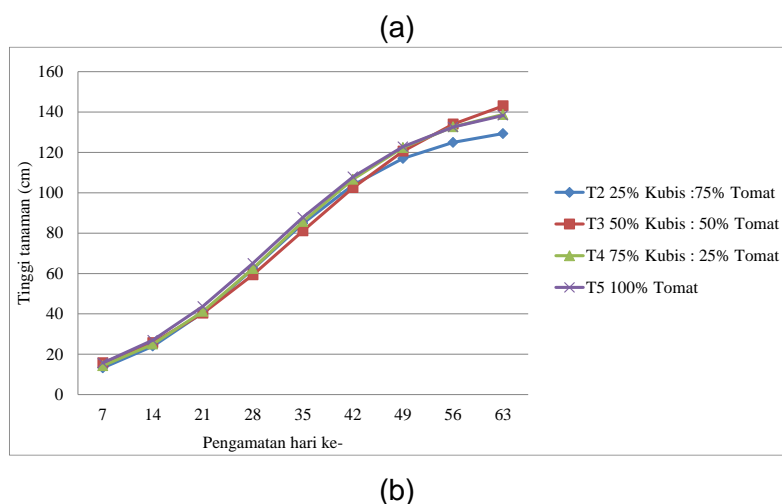 (a)
160
140
120
100
80
60
40
20
0
Tinggi tanaman (cm)
7 14 21 28 35 42 49 56 63
Pengamatan hari ke-
T2 25% Kubis :75% Tomat
T3 50% Kubis : 50% Tomat
T4 75% Kubis : 25% Tomat
T5 100% Tomat
(b)